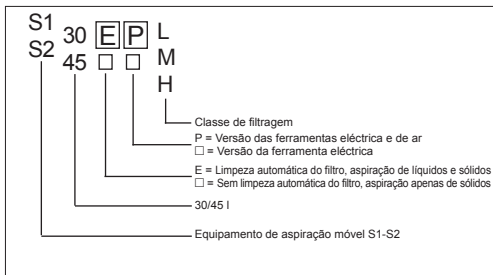 S1 30 E P L
S2 45 □ □ M
H
Classe de filtragem
P = Versão das ferramentas eléctrica e de ar
□ = Versão da ferramenta eléctrica
E = Limpeza automática do filtro, aspiração de líquidos e sólidos
□ = Sem limpeza automática do filtro, aspiração apenas de sólidos
30/45 l
Equipamento de aspiração móvel S1-S2